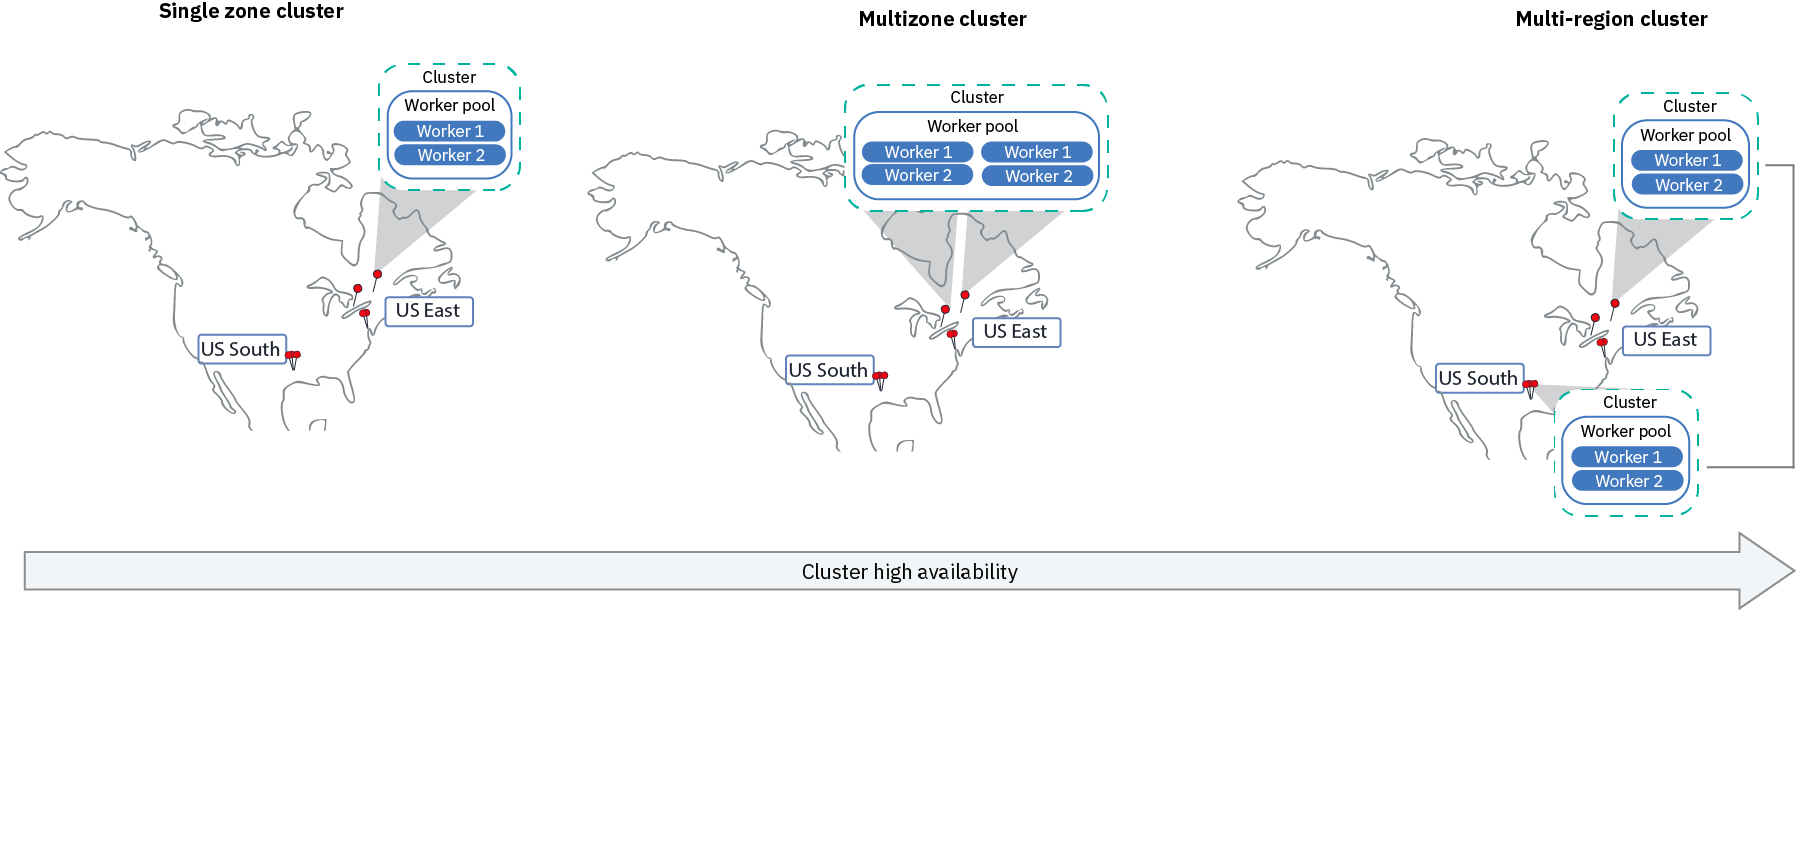 Single zone cluster
Cluster
Worker pool
Worker 1
Worker 2
US East
US South
Multizone cluster
Cluster
Worker pool
Worker 1 Worker 1
Worker 2 Worker 2
US East
US South
Multi-region cluster
Cluster
Worker pool
Worker 1
Worker 2
US East
US South
Cluster
Worker pool
Worker 1
Worker 2
Cluster high availability